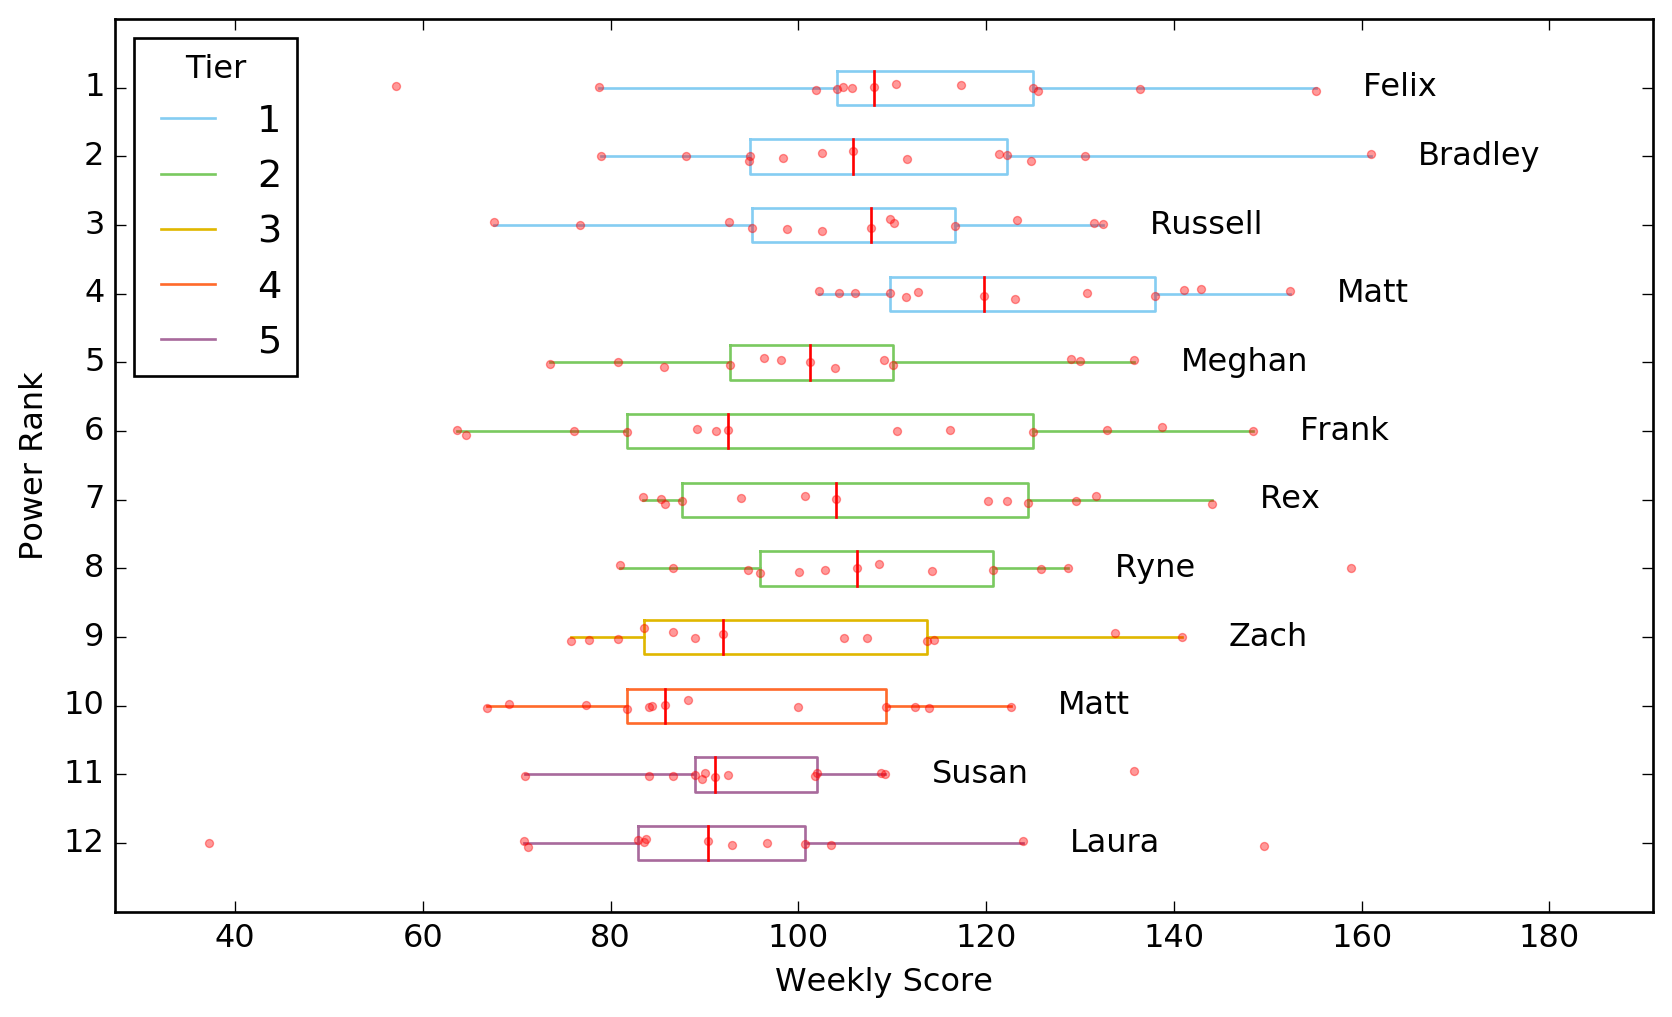 Tier
1
2
3
4
5
Power Rank
1 Felix
2 Bradley
3 Russell
4 Matt
5 Meghan
6 Frank
7 Rex
8 Ryne
9 Zach
10 Matt
11 Susan
12 Laura
40 60 80 100 120 140 160 180
Weekly Score